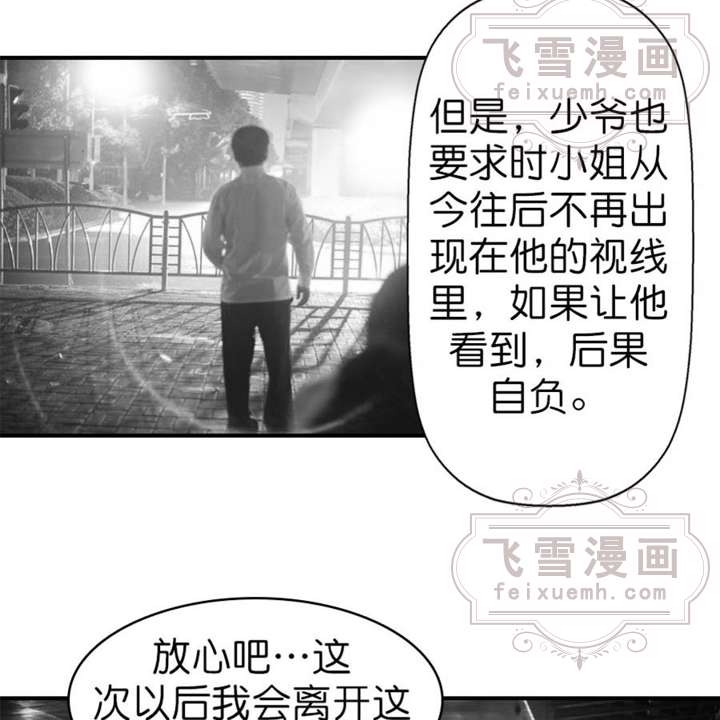 飞雪漫画
feixuemh.com
但是，少爷也
要求时小姐从
今往后不再出
现在他的视线
里，如果让他
看到，后果
自负。
飞雪漫画
feixuemh.com
放心吧…这
次以后我会离开这